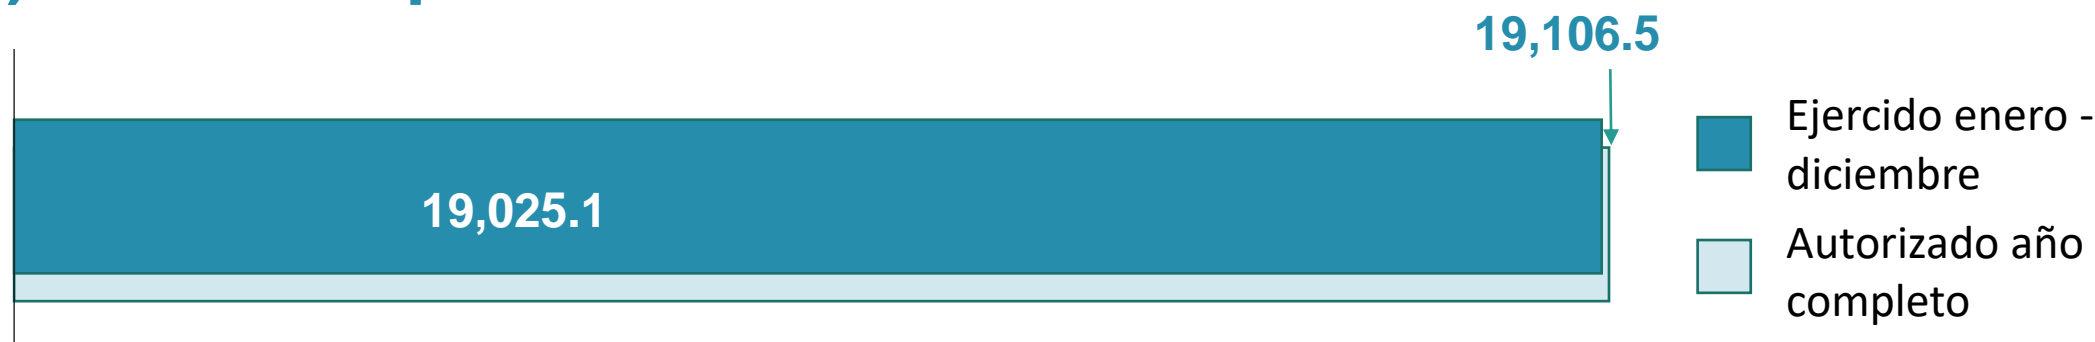 19,106.5
19,025.1
Ejercido enero -
diciembre
Autorizado año
completo